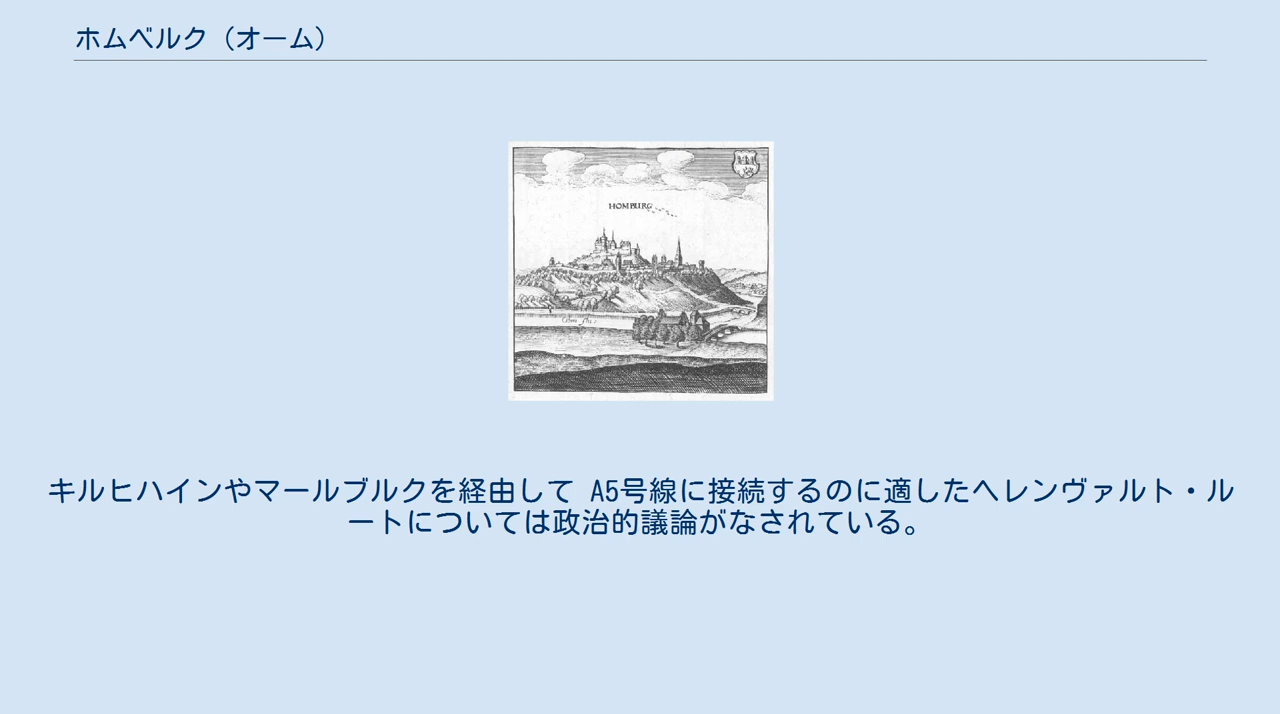 ホムベルク（オーム）
HOMBURG
キルヒハインやマールブルクを経由して A5号線に接続するのに適したヘレンヴァルト・ル
ートについては政治的議論がなされている。